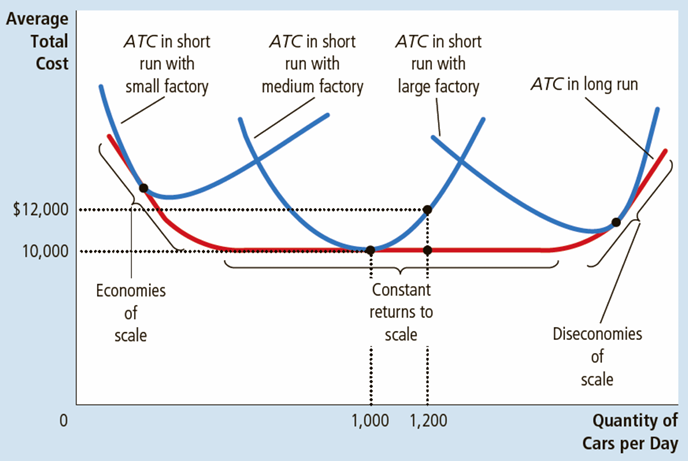 Average
Total
Cost
ATC in short
run with
small factory
ATC in short
run with
medium factory
ATC in short
run with
large factory
ATC in long run
$12,000
10,000
Economies
of
scale
Constant
returns to
scale
Diseconomies
of
scale
0
1,000
1,200
Quantity of
Cars per Day